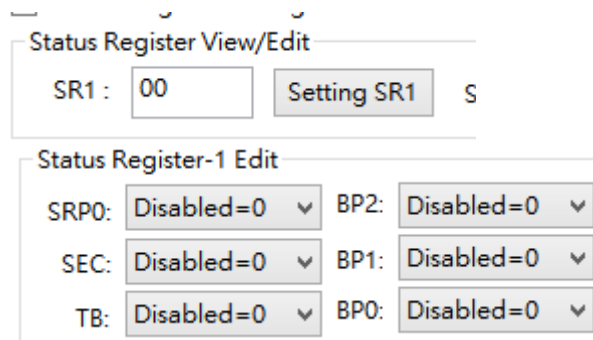 Status Register View/Edit
SR1 : 00 Setting SR1 S
Status Register-1 Edit
SRP0: Disabled=0 BP2: Disabled=0
SEC: Disabled=0 BP1: Disabled=0
TB: Disabled=0 BP0: Disabled=0